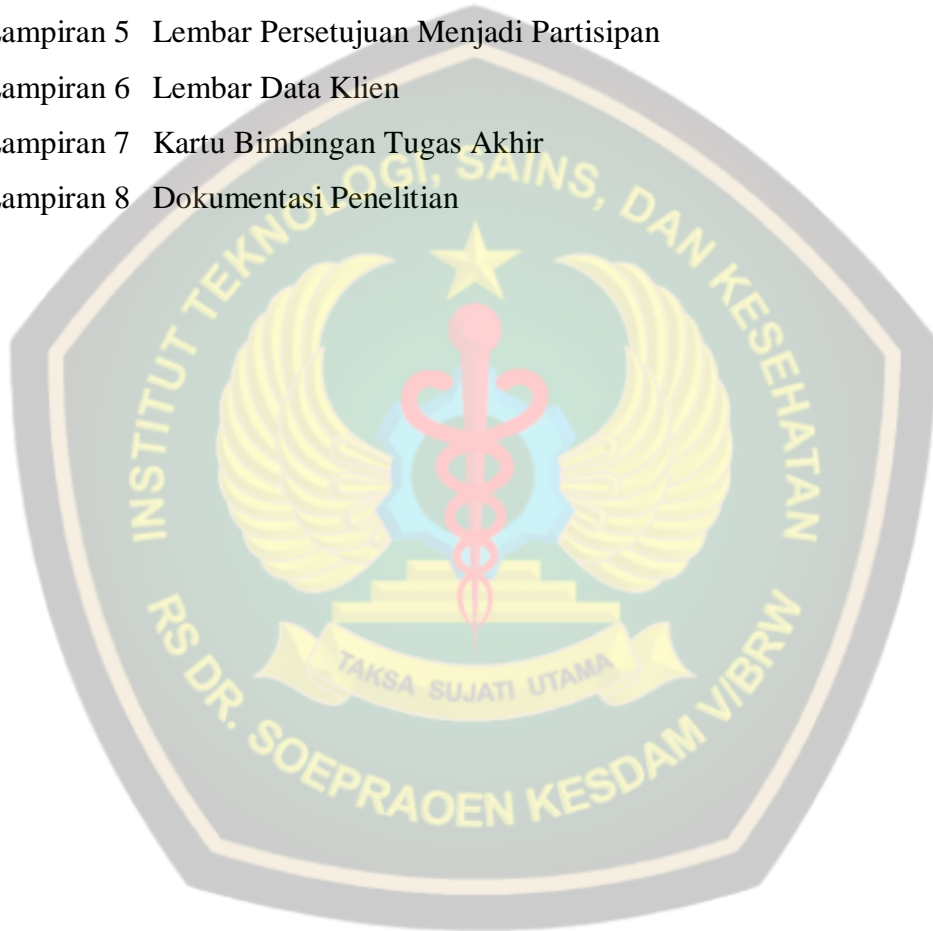 ampiran 5 Lembar Persetujuan Menjadi Partisipan
ampiran 6 Lembar Data Klien
ampiran 7 Kartu Bimbingan Tugas Akhir
ampiran 8 Dokumentasi Penelitian
INSTITUT TEKNOLOGI, SAINS, DAN KESEHATAN
TAKSA SUJATI UTAMA
RS DR. SOEPRAOEN KESDAM V/BRW